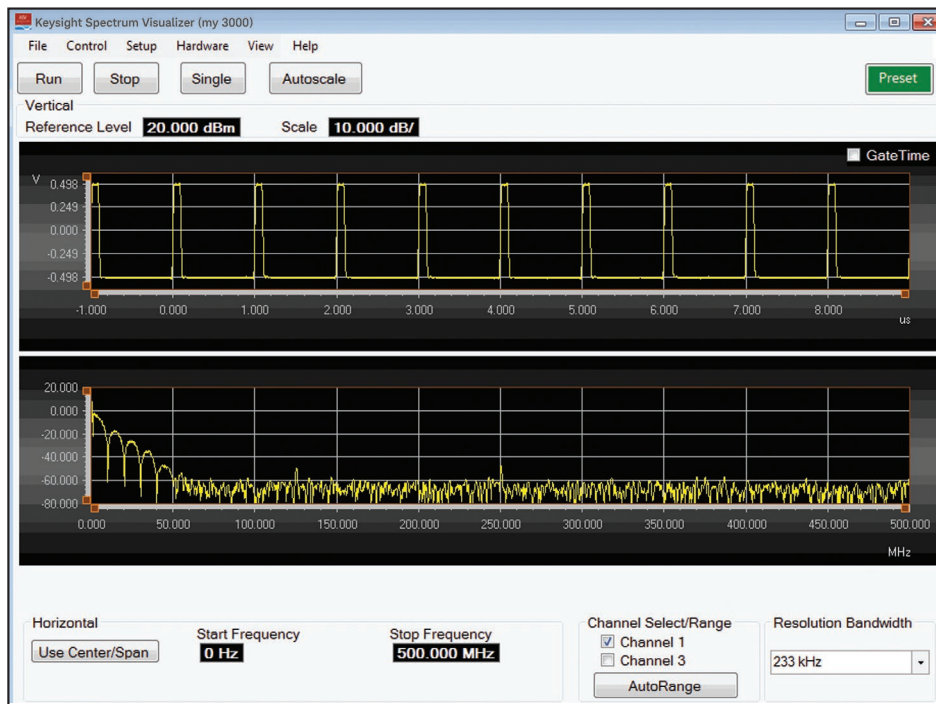 Keysight Spectrum Visualizer (my 3000)
File Control Setup Hardware View Help
Run Stop Single Autoscale Preset
Vertical
Reference Level 20.000 dBm Scale 10.000 dB/
GateTime
V
0.498
0.249
0.000
-0.249
-0.498
-1.000 0.000 1.000 2.000 3.000 4.000 5.000 6.000 7.000 8.000
us
20.000
0.000
-20.000
-40.000
-60.000
-80.000
0.000 50.000 100.000 150.000 200.000 250.000 300.000 350.000 400.000 450.000 500.000
MHz
Horizontal
Use Center/Span
Start Frequency
0 Hz
Stop Frequency
500.000 MHz
Channel Select/Range
Channel 1
Channel 3
AutoRange
Resolution Bandwidth
233 kHz